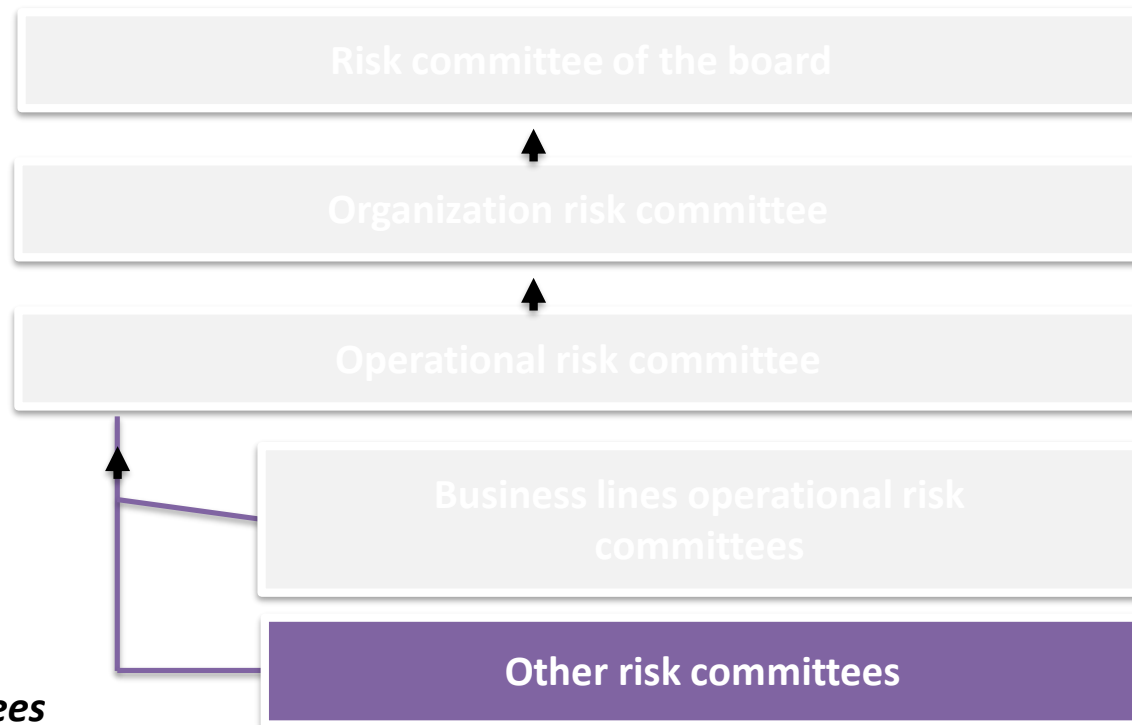 Risk committee of the board
Organization risk committee
Operational risk committee
Business lines operational risk
committees
Other risk committees
ees